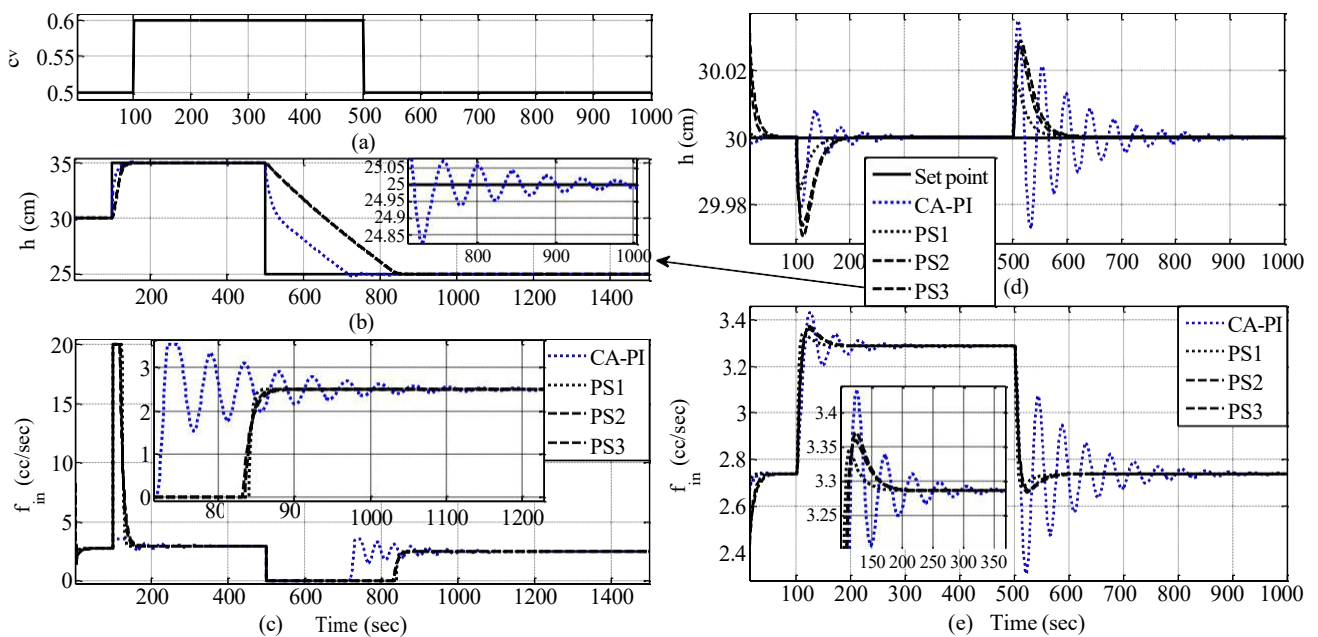 0.6
0.55
0.5
cv
100 200 300 400 500 600 700 800 900 1000
(a)
35
30
25
h (cm)
25.05
25
24.95
24.9
24.85
800 900 1000
200 400 600 800 1000 1200 1400
(b)
20
15
10
5
0
f_in (cc/sec)
3
2
1
0
80 90 1000 1100 1200
CA-PI
PS1
PS2
PS3
200 400 600 800 1000 1200 1400
(c) Time (sec)
30.02
30
29.98
h (cm)
Set point
CA-PI
PS1
PS2
PS3
100 200 300 400 500 600 700 800 900 1000
(d)
3.4
3.2
3
2.8
2.6
2.4
f_in (cc/sec)
CA-PI
PS1
PS2
PS3
3.4
3.35
3.3
3.25
150 200 250 300 350
100 200 300 400 500 600 700 800 900 1000
(e) Time (sec)